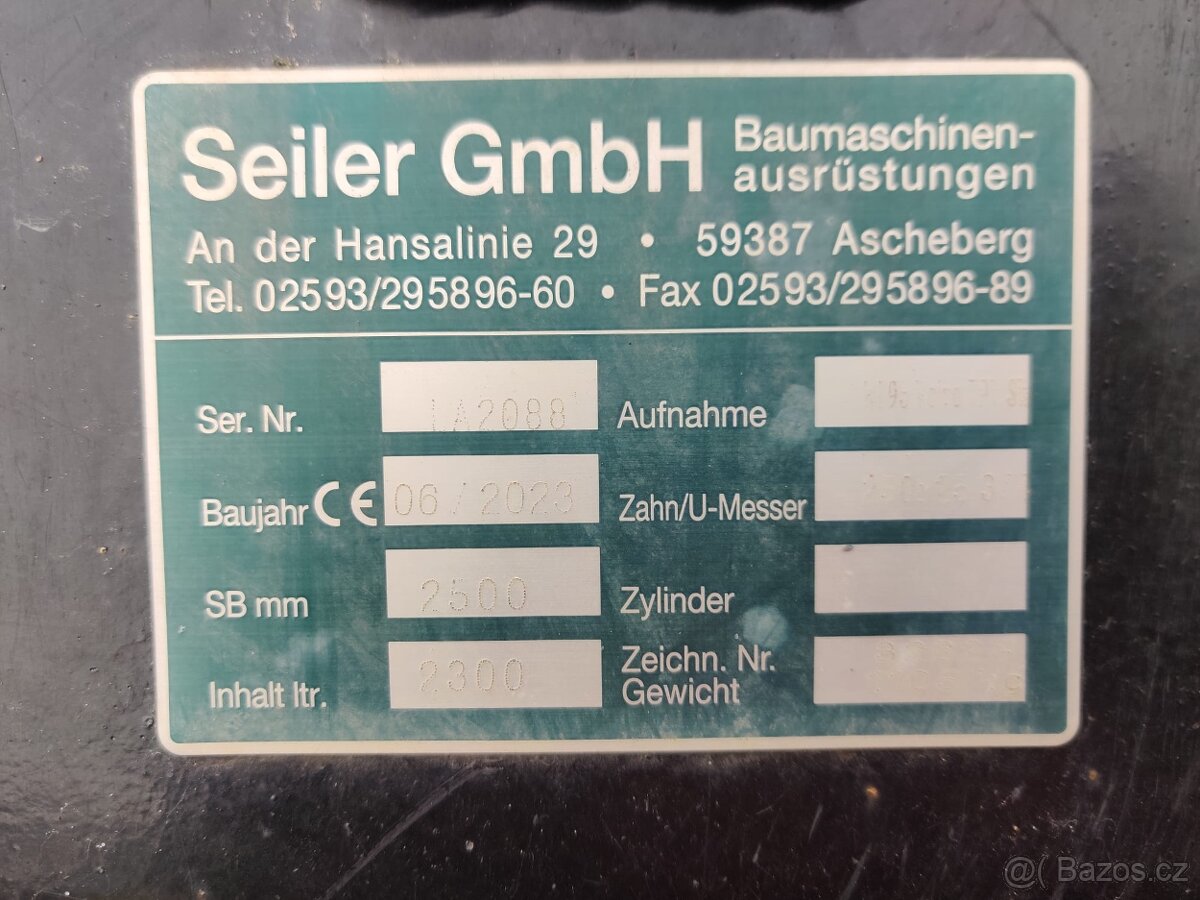 Seiler GmbH Baumaschinen-
ausrüstungen
An der Hansalinie 29 • 59387 Ascheberg
Tel. 02593/295896-60 • Fax 02593/295896-89
Ser. Nr. LA2088 Aufnahme
Baujahr CE 06/2023 Zahn/U-Messer
SB mm 2500 Zylinder
Inhalt ltr. 2300 Zeichn. Nr.
Gewicht
@( Bazos.cz